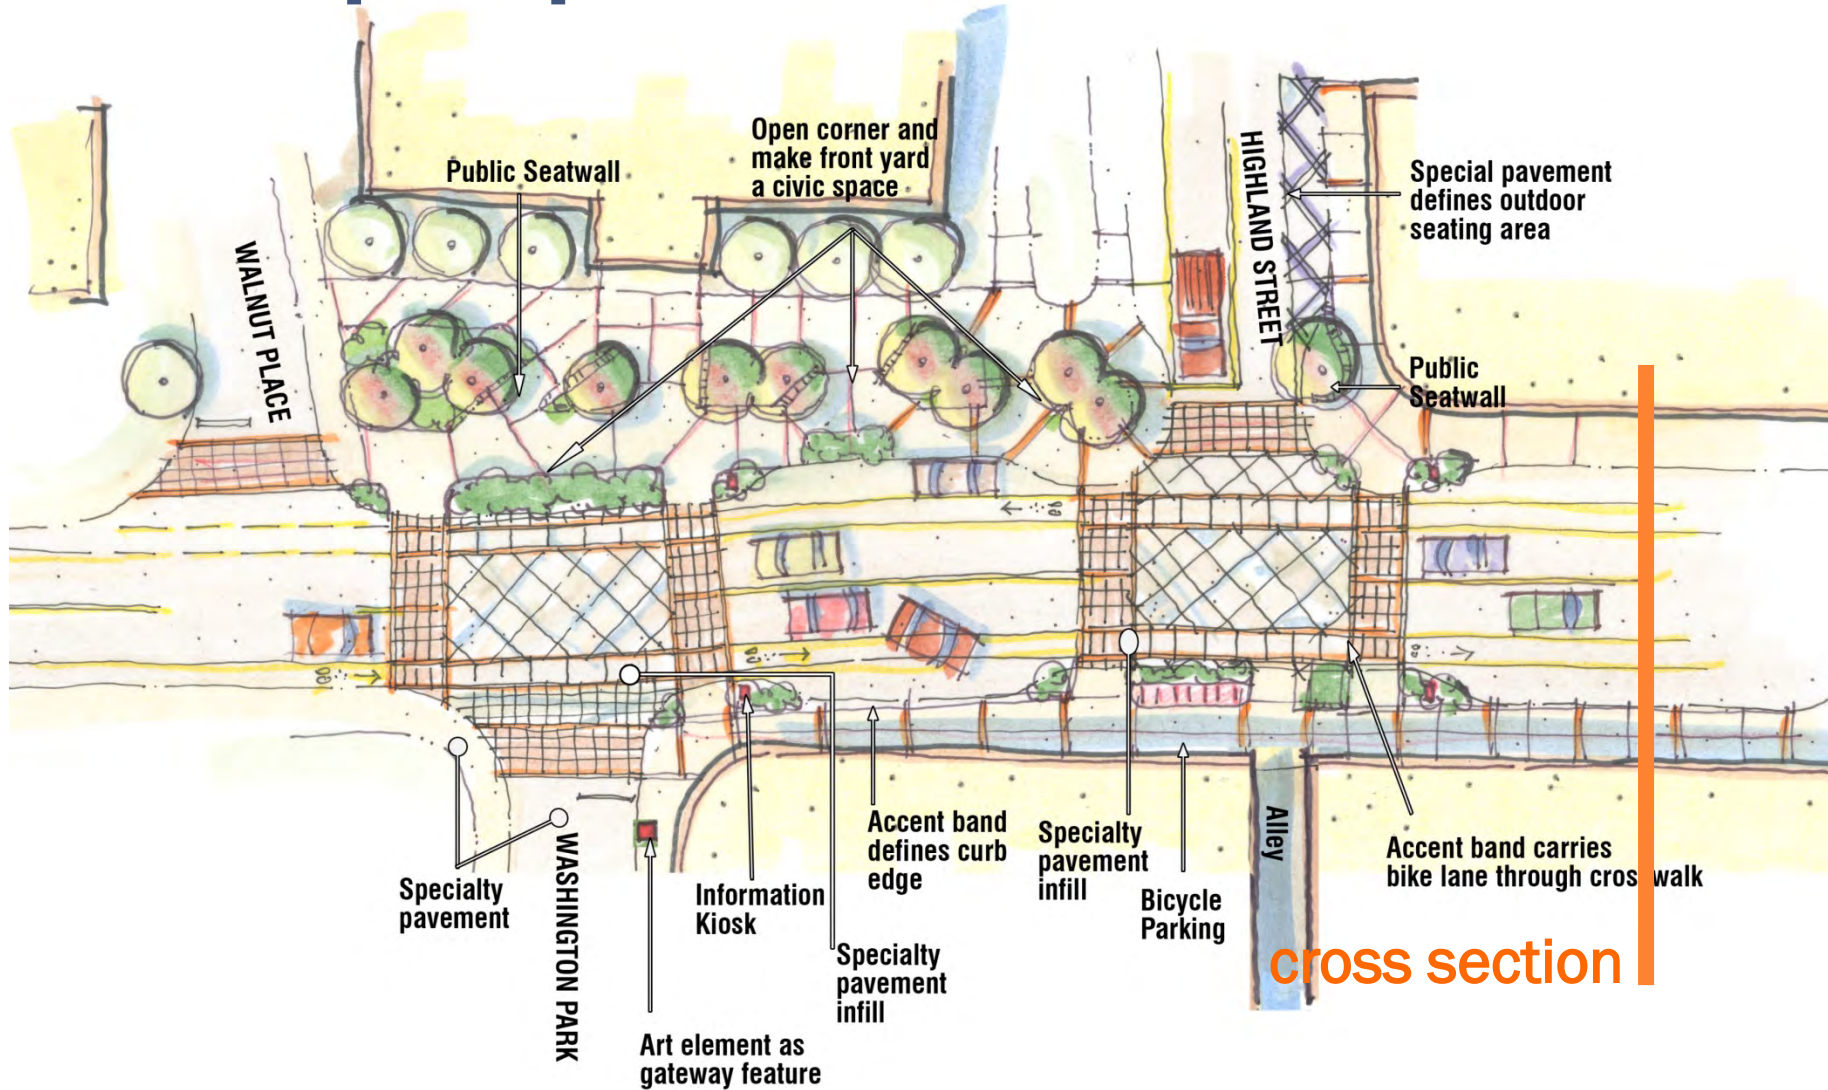 Public Seatwall
Open corner and
make front yard
a civic space
HIGHLAND STREET
Special pavement
defines outdoor
seating area
WALNUT PLACE
Public
Seatwall
Accent band
defines curb
edge
Specialty
pavement
infill
Alley
Accent band carries
bike lane through crosswalk
Specialty
pavement
WASHINGTON PARK
Information
Kiosk
Bicycle
Parking
Specialty
pavement
infill
cross section
Art element as
gateway feature